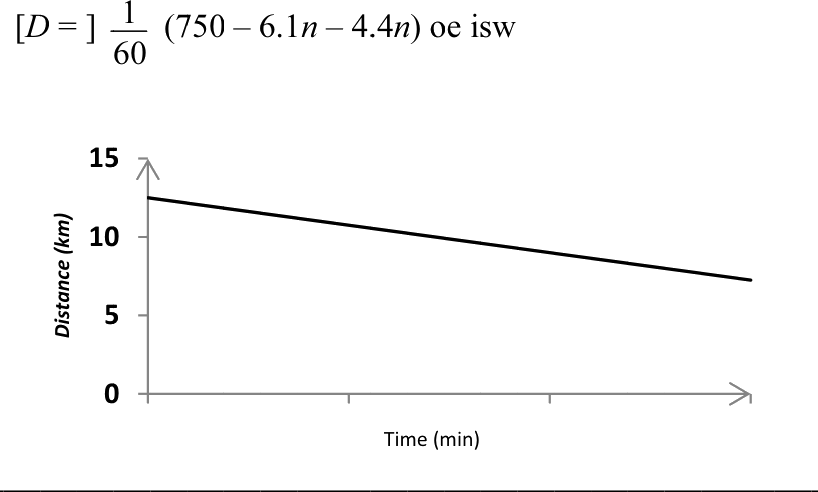 [D = ] 1/60 (750 – 6.1n – 4.4n) oe isw
15
10
5
0
Distance (km)
Time (min)